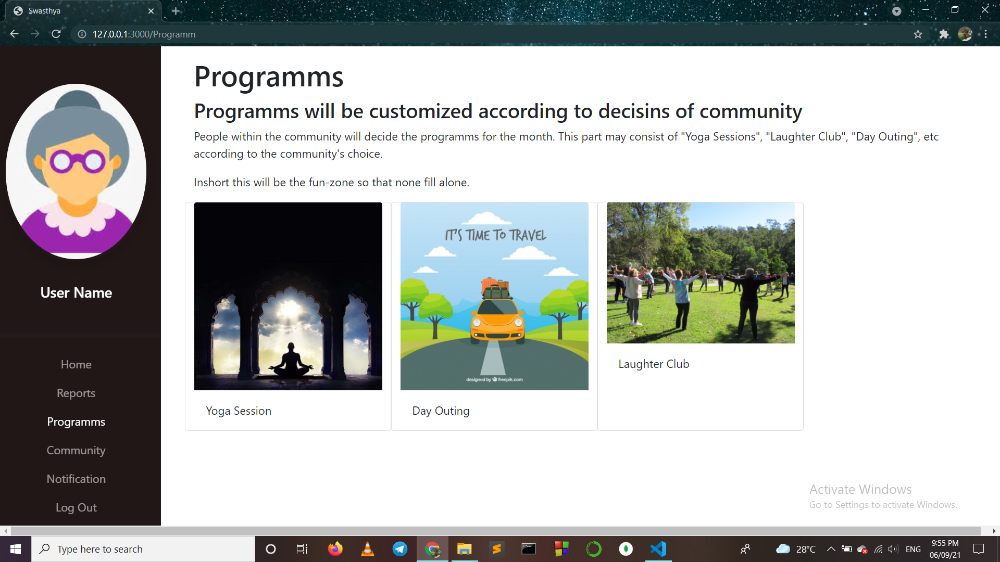 Swasthya
127.0.0.1:3000/Programm
Programms
Programms will be customized according to decisins of community
People within the community will decide the programms for the month. This part may consist of "Yoga Sessions", "Laughter Club", "Day Outing", etc
according to the community's choice.
Inshort this will be the fun-zone so that none fill alone.
User Name
Home
Reports
Programms
Community
Notification
Log Out
IT'S TIME TO TRAVEL
designed by freepik.com
Yoga Session
Day Outing
Laughter Club
Activate Windows
Go to Settings to activate Windows.
Type here to search
28°C
ENG
9:55 PM
06/09/21